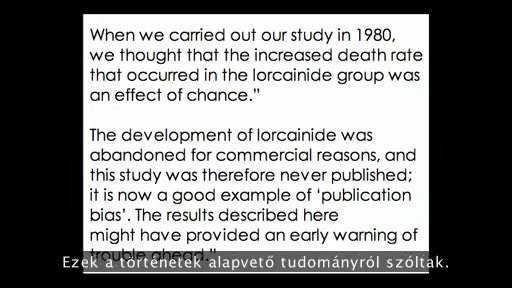 When we carried out our study in 1980,
we thought that the increased death rate
that occurred in the lorcainide group was
an effect of chance.”
The development of lorcainide was
abandoned for commercial reasons, and
this study was therefore never published;
it is now a good example of ‘publication
bias’. The results described here
might have provided an early warning of
trouble ahead.”
Ezek a történetek alapvető tudományról szóltak.